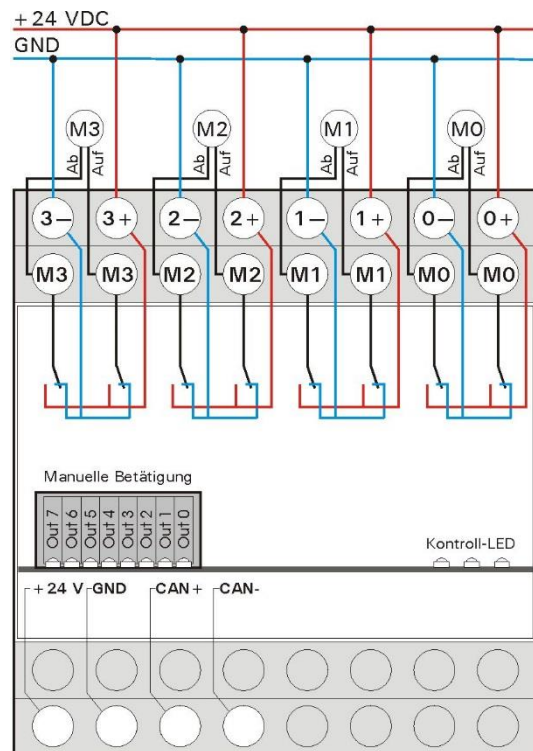 +24 VDC
GND
M3 M2 M1 M0
Ab Auf Ab Auf Ab Auf Ab Auf
3− 3+ 2− 2+ 1− 1+ 0− 0+
M3 M3 M2 M2 M1 M1 M0 M0
Manuelle Betätigung
Out 7 Out 6 Out 5 Out 4 Out 3 Out 2 Out 1 Out 0
Kontroll-LED
+24 V GND CAN+ CAN-